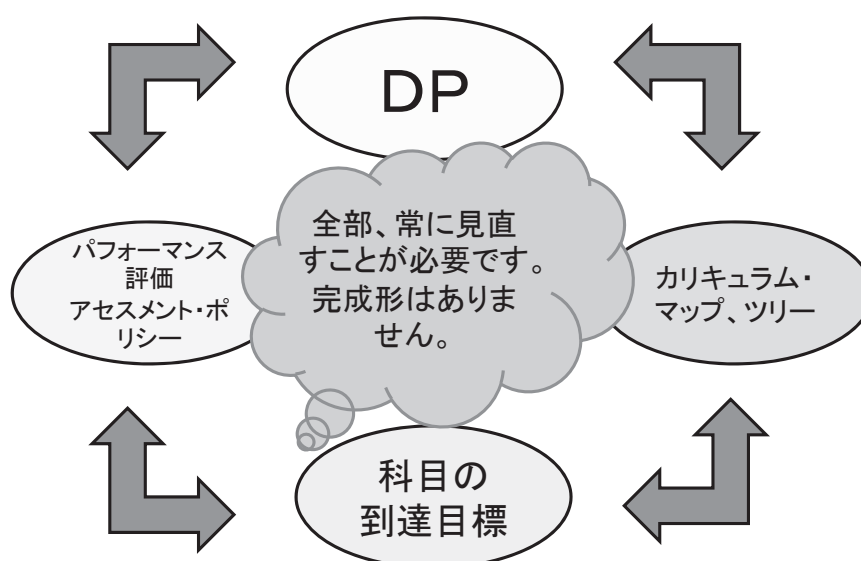 DP
全部、常に見直
すことが必要です。
完成形はありま
せん。
パフォーマンス
評価
アセスメント・ポ
リシー
カリキュラム・
マップ、ツリー
科目の
到達目標